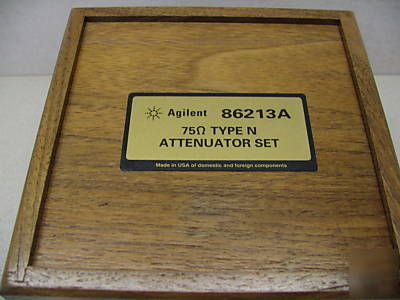 Agilent 86213A
75Ω TYPE N
ATTENUATOR SET
Made in USA of domestic and foreign components